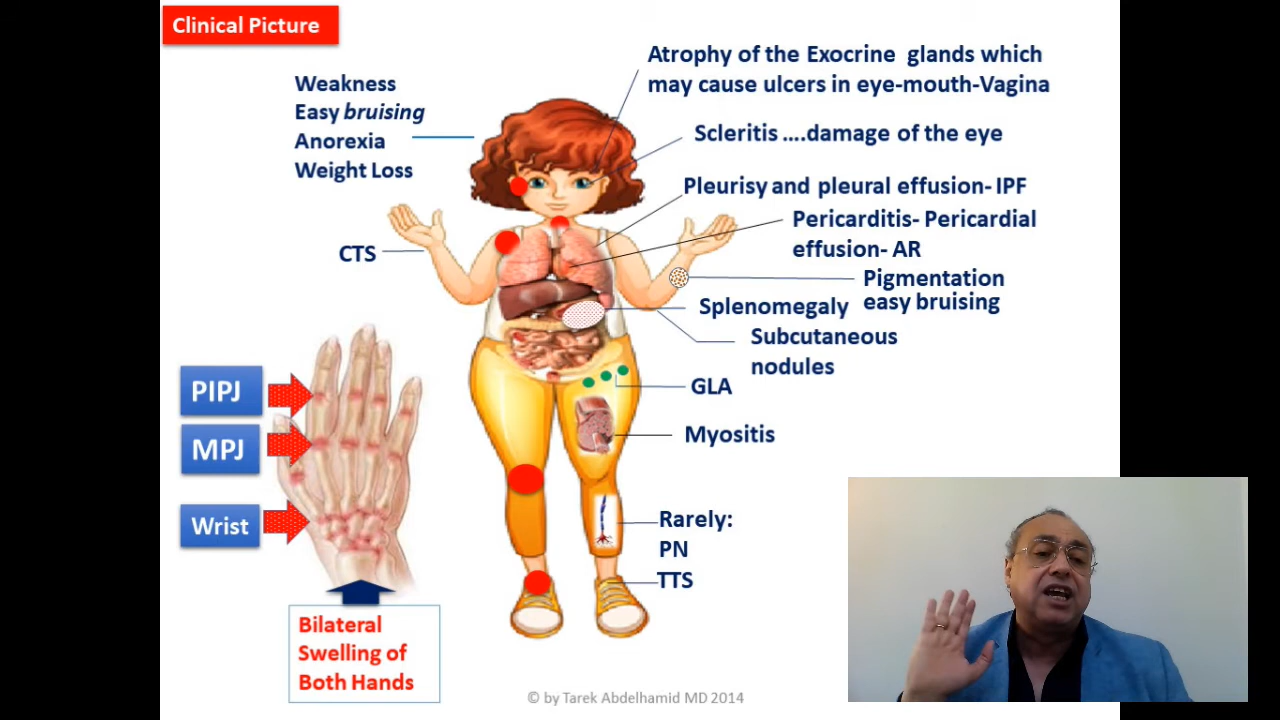 Clinical Picture
Weakness
Easy bruising
Anorexia
Weight Loss
Atrophy of the Exocrine glands which
may cause ulcers in eye-mouth-Vagina
Scleritis ....damage of the eye
Pleurisy and pleural effusion- IPF
Pericarditis- Pericardial
effusion- AR
CTS
Pigmentation
easy bruising
Splenomegaly
Subcutaneous
nodules
GLA
Myositis
PIPJ
MPJ
Wrist
Rarely:
PN
TTS
Bilateral
Swelling of
Both Hands
© by Tarek Abdelhamid MD 2014